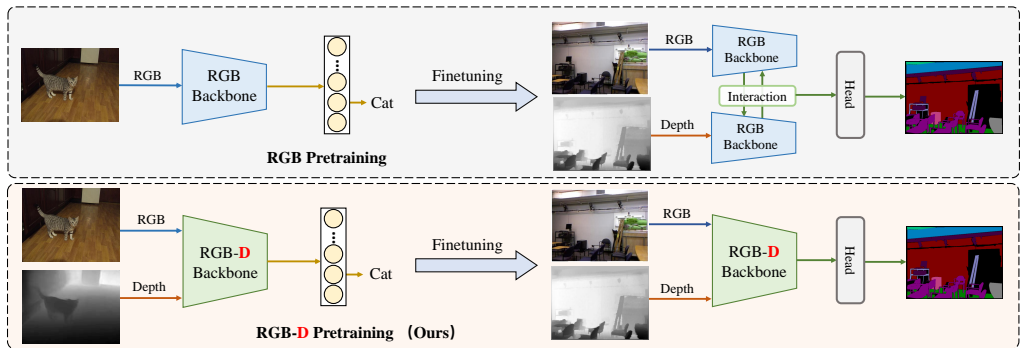 RGB
RGB
Backbone
Cat
RGB Pretraining
Finetuning
RGB
Depth
RGB
Backbone
Interaction
RGB
Backbone
Head
RGB
Depth
RGB-D
Backbone
Cat
RGB-D Pretraining (Ours)
Finetuning
RGB
Depth
RGB-D
Backbone
Head